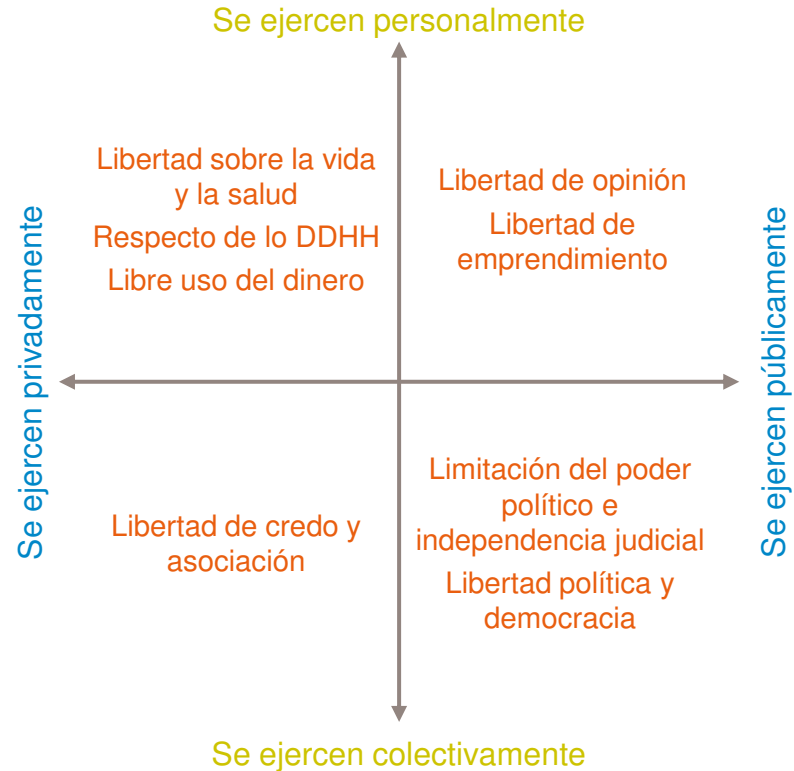 Se ejercen personalmente
Libertad sobre la vida
y la salud
Respecto de lo DDHH
Libre uso del dinero
Libertad de opinión
Libertad de
emprendimiento
Se ejercen privadamente
Se ejercen públicamente
Libertad de credo y
asociación
Limitación del poder
político e
independencia judicial
Libertad política y
democracia
Se ejercen colectivamente